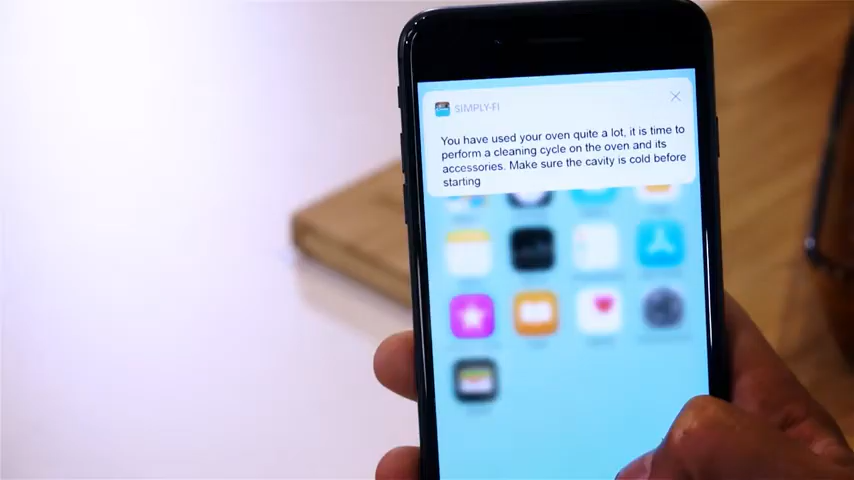 SIMPLY-FI
You have used your oven quite a lot, it is time to
perform a cleaning cycle on the oven and its
accessories. Make sure the cavity is cold before
starting